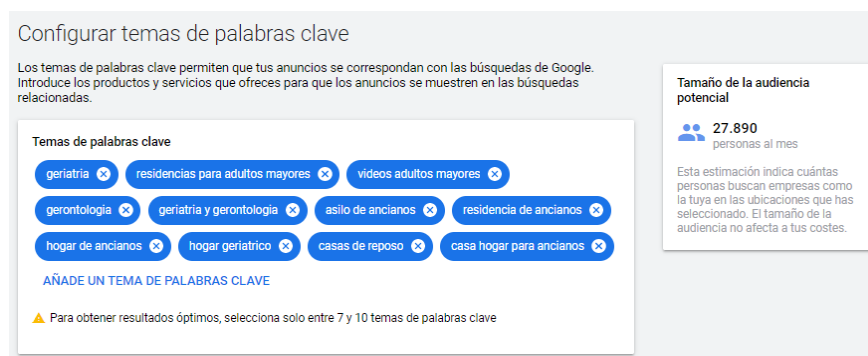 Configurar temas de palabras clave
Los temas de palabras clave permiten que tus anuncios se correspondan con las búsquedas de Google.
Introduce los productos y servicios que ofreces para que los anuncios se muestren en las búsquedas
relacionadas.
Temas de palabras clave
geriatria
residencias para adultos mayores
videos adultos mayores
gerontologia
geriatria y gerontologia
asilo de ancianos
residencia de ancianos
hogar de ancianos
hogar geriatrico
casas de reposo
casa hogar para ancianos
AÑADE UN TEMA DE PALABRAS CLAVE
Para obtener resultados óptimos, selecciona solo entre 7 y 10 temas de palabras clave
Tamaño de la audiencia
potencial
27.890
personas al mes
Esta estimación indica cuántas
personas buscan empresas como
la tuya en las ubicaciones que has
seleccionado. El tamaño de la
audiencia no afecta a tus costes.